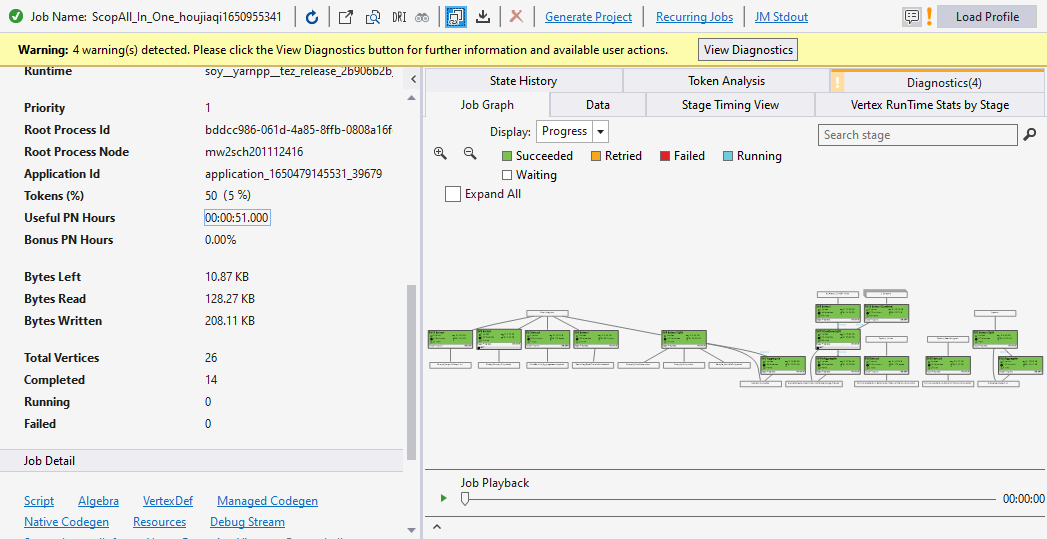 Job Name: ScopAll_In_One_houjiaqi1650955341
DRI
Generate Project
Recurring Jobs
JM Stdout
Load Profile
Warning: 4 warning(s) detected. Please click the View Diagnostics button for further information and available user actions.
View Diagnostics
Runtime
soy__yarnpp__tez_release_2b906b2b
Priority 1
Root Process Id bddcc986-061d-4a85-8ffb-0808a16f
Root Process Node mw2sch201112416
Application Id application_1650479145531_39679
Tokens (%) 50 (5 %)
Useful PN Hours 00:00:51.000
Bonus PN Hours 0.00%
Bytes Left 10.87 KB
Bytes Read 128.27 KB
Bytes Written 208.11 KB
Total Vertices 26
Completed 14
Running 0
Failed 0
Job Detail
Script Algebra VertexDef Managed Codegen
Native Codegen Resources Debug Stream
State History
Token Analysis
Diagnostics(4)
Job Graph
Data
Stage Timing View
Vertex RunTime Stats by Stage
Display: Progress
Search stage
Succeeded Retried Failed Running
Waiting
Expand All
Job Playback
00:00:00